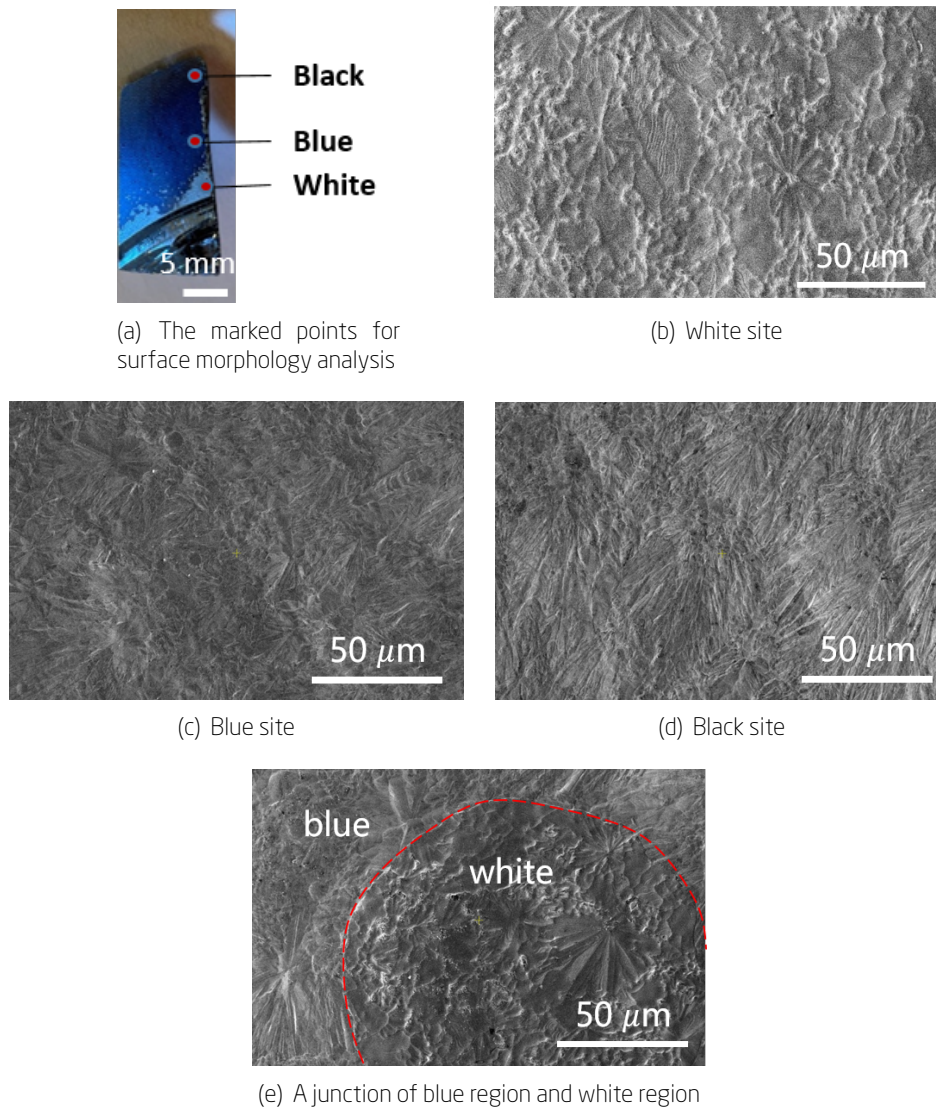 Black
Blue
White
5 mm
(a) The marked points for
surface morphology analysis
50 μm
(b) White site
50 μm
(c) Blue site
50 μm
(d) Black site
blue
white
50 μm
(e) A junction of blue region and white region